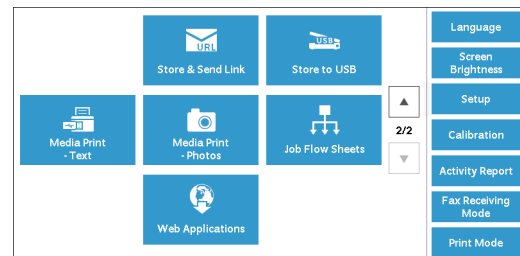 URL
Store & Send Link
USB
Store to USB
Media Print
- Text
Media Print
- Photos
Job Flow Sheets
Web Applications
2/2
Language
Screen
Brightness
Setup
Calibration
Activity Report
Fax Receiving
Mode
Print Mode